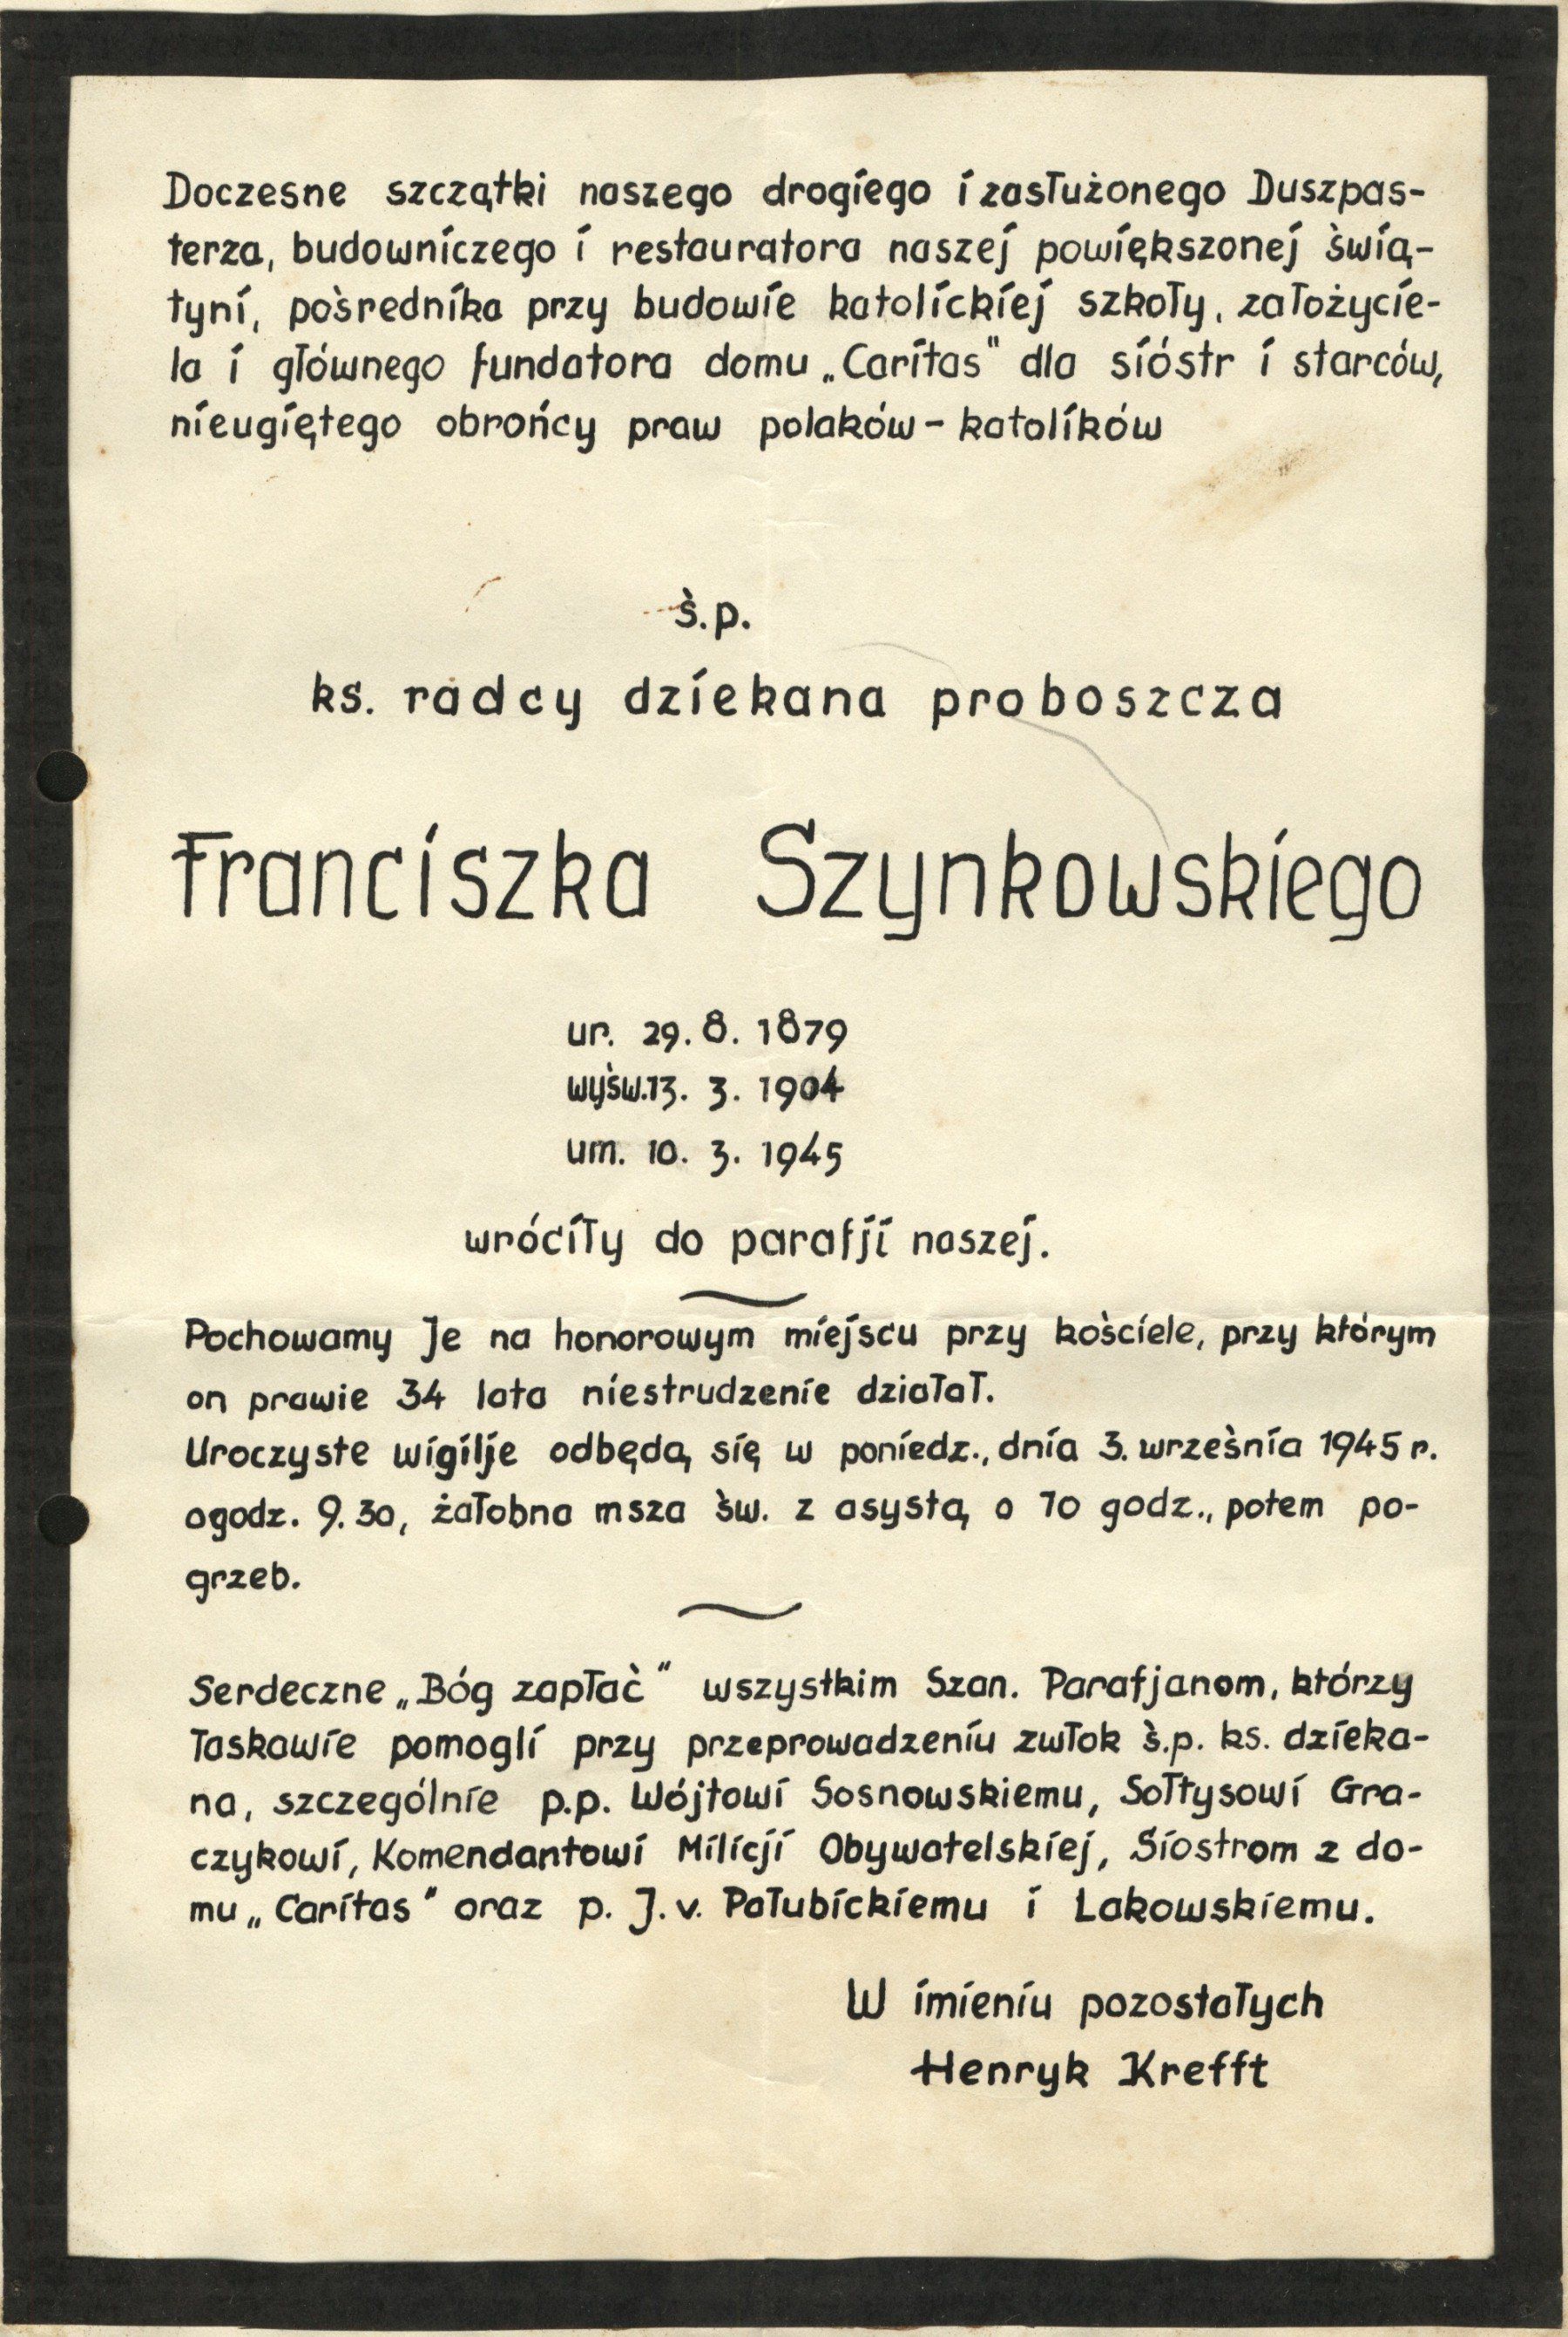 Doczesne szczątki naszego drogiego i zasłużonego Duszpas-
terza, budowniczego i restauratora naszej powiększonej świą-
tyni, pośrednika przy budowie katolickiej szkoły, założycie-
la i głównego fundatora domu „Caritas" dla sióstr i starców,
nieugiętego obrońcy praw polaków - katolików
ś.p.
ks. radcy dziekana proboszcza
Franciszka Szynkowskiego
ur. 29. 8. 1879
wyśw. 13. 3. 1904
um. 10. 3. 1945
wróciły do parafji naszej.
Pochowamy Je na honorowym miejscu przy kościele, przy którym
on prawie 34 lata niestrudzenie działał.
Uroczyste wigilje odbędą się w poniedz., dnia 3. września 1945 r.
o godz. 9.30, żałobna msza św. z asystą o 10 godz., potem po-
grzeb.
Serdeczne „Bóg zapłać" wszystkim Szan. Parafjanom, którzy
łaskawie pomogli przy przeprowadzeniu zwłok ś.p. ks. dzieka-
na, szczególnie p.p. Wójtowi Sosnowskiemu, Sołtysowi Gra-
czykowi, Komendantowi Milicji Obywatelskiej, Siostrom z do-
mu „Caritas" oraz p. J. v. Pałubickiemu i Lakowskiemu.
W imieniu pozostałych
Henryk Krefft